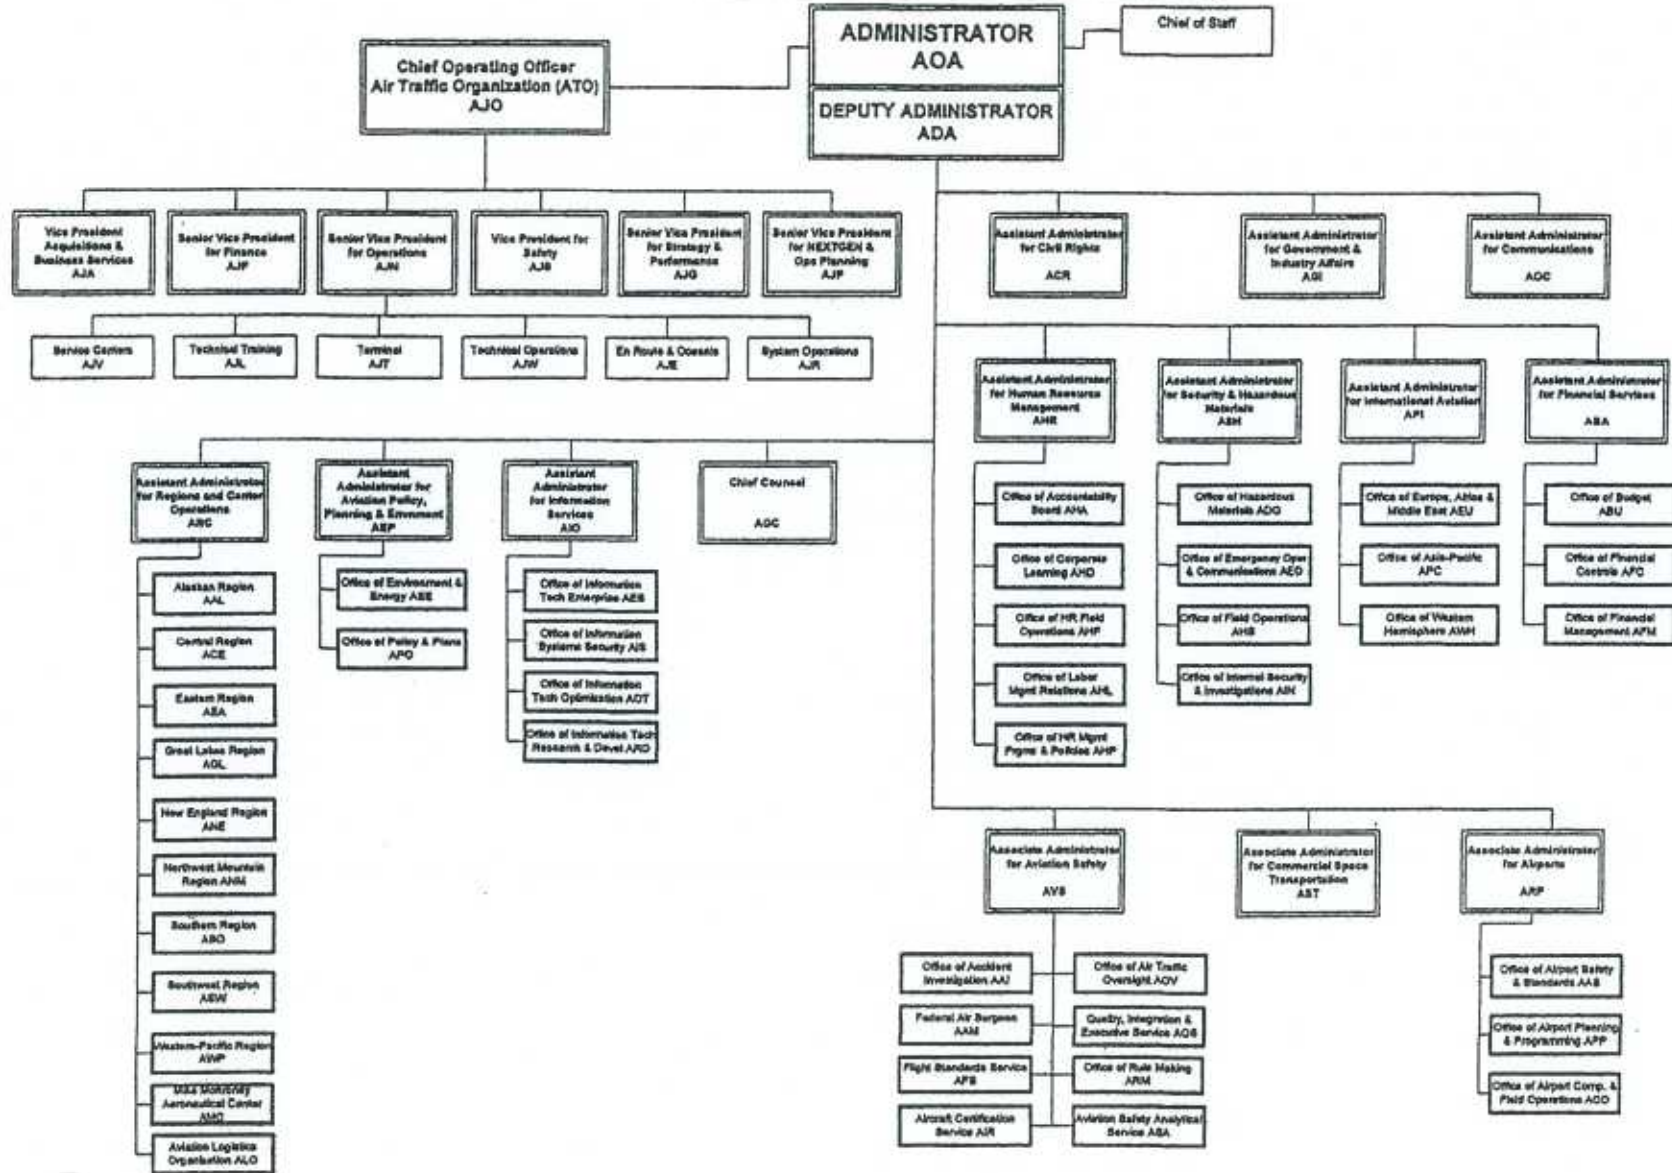 ADMINISTRATOR
AOA
Chief of Staff
Chief Operating Officer
Air Traffic Organization (ATO)
AJO
DEPUTY ADMINISTRATOR
ADA
Vice President
Acquisitions &
Business Services
AJA
Senior Vice President
for Finance
AJF
Senior Vice President
for Operations
AJN
Vice President for
Safety
AJS
Senior Vice President
for Strategy &
Performance
AJG
Senior Vice President
for NEXTGEN &
Ops Planning
AJP
Assistant Administrator
for Civil Rights
ACR
Assistant Administrator
for Government &
Industry Affairs
AGI
Assistant Administrator
for Communications
AOC
Service Centers
AJV
Technical Training
AJL
Terminal
AJT
Technical Operations
AJW
En Route & Oceanic
AJE
System Operations
AJR
Assistant Administrator
for Human Resource
Management
AHR
Assistant Administrator
for Security & Hazardous
Materials
ASH
Assistant Administrator
for International Aviation
API
Assistant Administrator
for Financial Services
ABA
Assistant Administrator
for Regions and Center
Operations
ARC
Assistant
Administrator for
Aviation Policy,
Planning & Envnment
AEP
Assistant
Administrator
for Information
Services
AIO
Chief Counsel
AGC
Office of Accountability
Board AHA
Office of Corporate
Learning AHD
Office of HR Field
Operations AHF
Office of Labor
Mgmt Relations AHL
Office of HR Mgmt
Prgms & Policies AHP
Office of Hazardous
Materials ADG
Office of Emergency Oper
& Communications AEO
Office of Field Operations
AHS
Office of Internal Security
& Investigations AIN
Office of Europe, Africa &
Middle East AEU
Office of Asia-Pacific
APC
Office of Western
Hemisphere AWH
Office of Budget
ABU
Office of Financial
Controls AFC
Office of Financial
Management AFM
Alaskan Region
AAL
Central Region
ACE
Eastern Region
AEA
Great Lakes Region
AGL
New England Region
ANE
Northwest Mountain
Region ANM
Southern Region
ASO
Southwest Region
ASW
Western-Pacific Region
AWP
Mike Monroney
Aeronautical Center
AMC
Aviation Logistics
Organization ALO
Office of Environment &
Energy AEE
Office of Policy & Plans
APO
Office of Information
Tech Enterprise AES
Office of Information
Systems Security AIS
Office of Information
Tech Optimization AOT
Office of Information Tech
Research & Devel ARD
Associate Administrator
for Aviation Safety
AVS
Associate Administrator
for Commercial Space
Transportation
AST
Associate Administrator
for Airports
ARP
Office of Accident
Investigation AAI
Office of Air Traffic
Oversight AOV
Federal Air Surgeon
AAM
Quality, Integration &
Executive Service AQS
Flight Standards Service
AFS
Office of Rule Making
ARM
Aircraft Certification
Service AIR
Aviation Safety Analytical
Service ASA
Office of Airport Safety
& Standards AAS
Office of Airport Planning
& Programming APP
Office of Airport Comp. &
Field Operations ACO